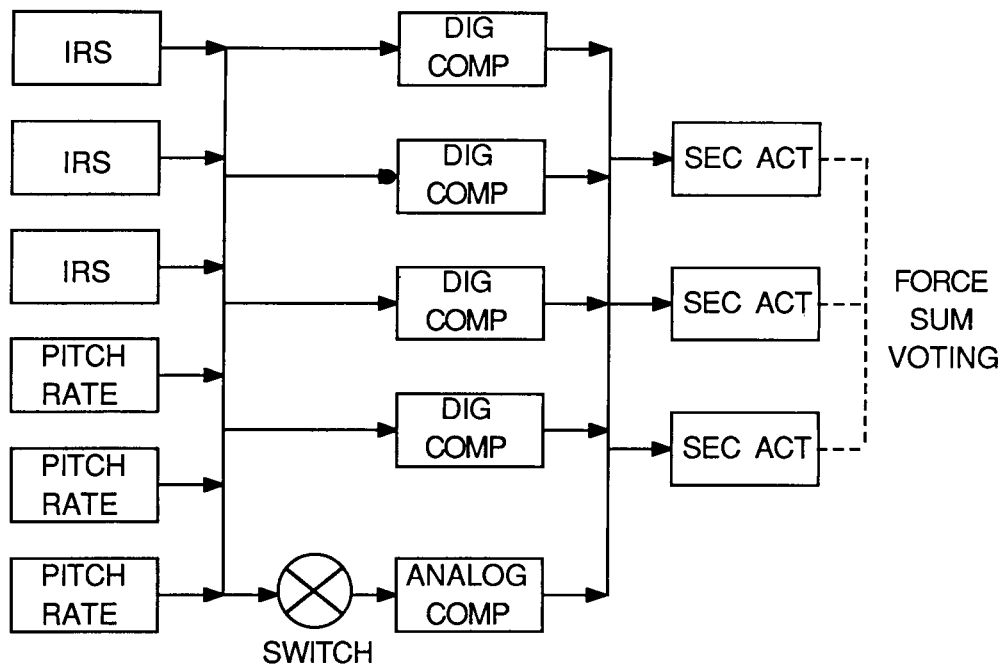 IRS
IRS
IRS
PITCH
RATE
PITCH
RATE
PITCH
RATE
DIG
COMP
DIG
COMP
DIG
COMP
DIG
COMP
SWITCH
ANALOG
COMP
SEC ACT
SEC ACT
SEC ACT
FORCE
SUM
VOTING